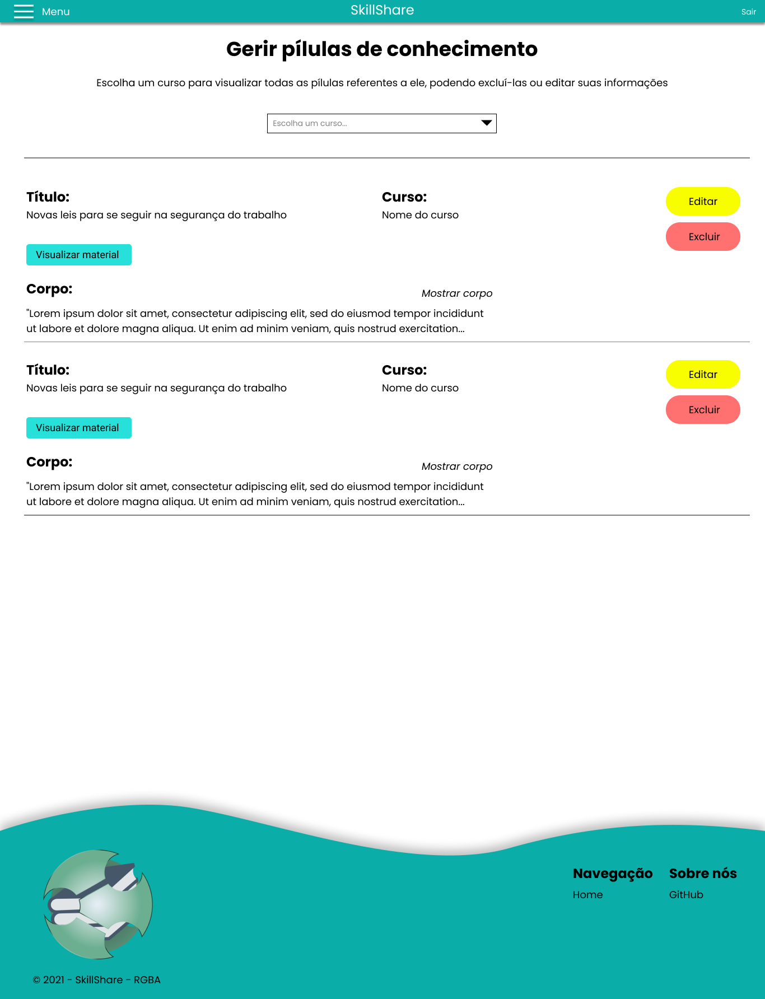 Menu
SkillShare
Sair
Gerir pílulas de conhecimento
Escolha um curso para visualizar todas as pílulas referentes a ele, podendo excluí-las ou editar suas informações
Escolha um curso...
Título:
Novas leis para se seguir na segurança do trabalho
Curso:
Nome do curso
Editar
Excluir
Visualizar material
Corpo:
Mostrar corpo
"Lorem ipsum dolor sit amet, consectetur adipiscing elit, sed do eiusmod tempor incididunt
ut labore et dolore magna aliqua. Ut enim ad minim veniam, quis nostrud exercitation...
Título:
Novas leis para se seguir na segurança do trabalho
Curso:
Nome do curso
Editar
Excluir
Visualizar material
Corpo:
Mostrar corpo
"Lorem ipsum dolor sit amet, consectetur adipiscing elit, sed do eiusmod tempor incididunt
ut labore et dolore magna aliqua. Ut enim ad minim veniam, quis nostrud exercitation...
Navegação
Home
Sobre nós
GitHub
© 2021 - SkillShare - RGBA